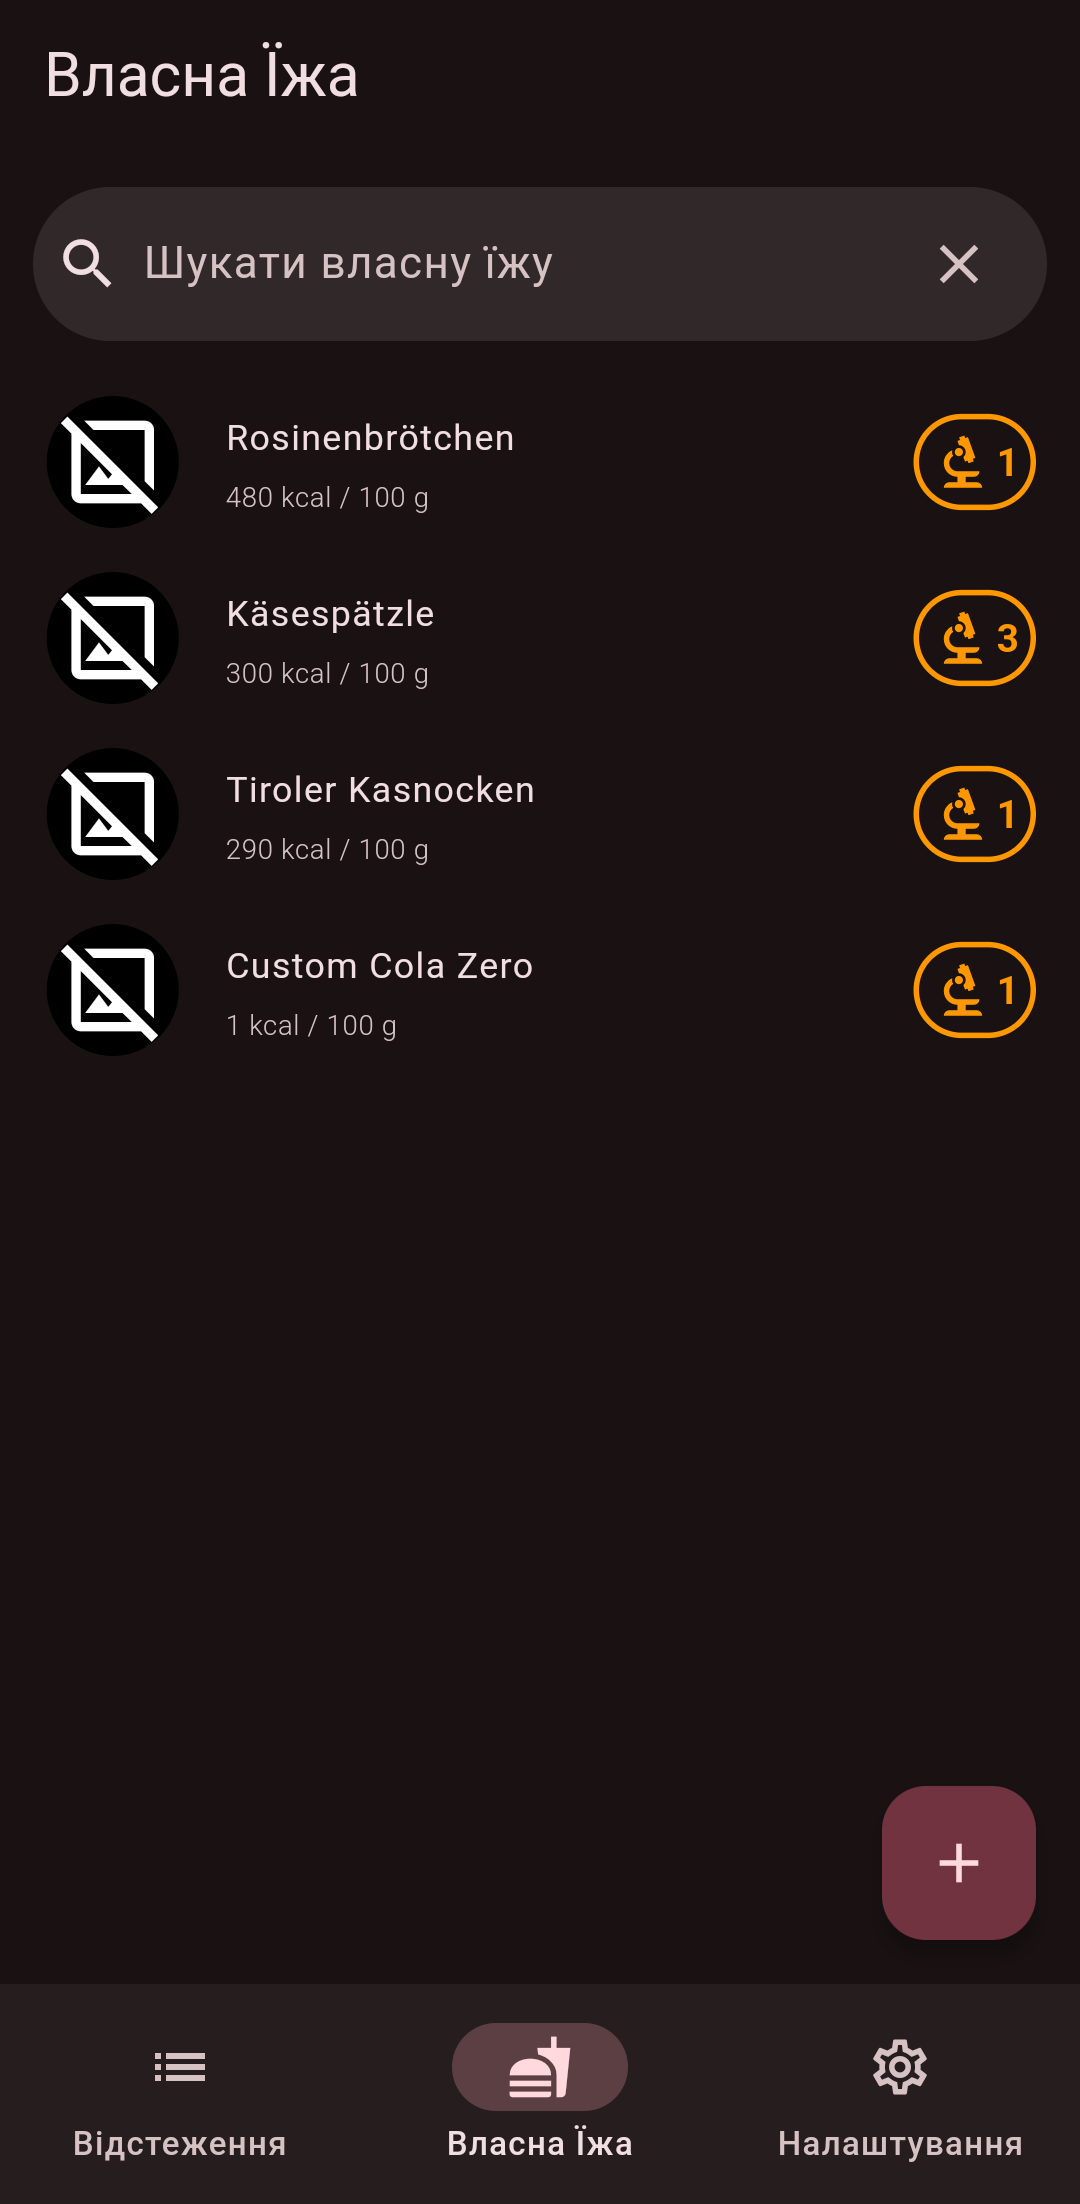 Власна Їжа
Шукати власну їжу
Rosinenbrötchen
480 kcal / 100 g
1
Käsespätzle
300 kcal / 100 g
3
Tiroler Kasnocken
290 kcal / 100 g
1
Custom Cola Zero
1 kcal / 100 g
1
Відстеження
Власна Їжа
Налаштування